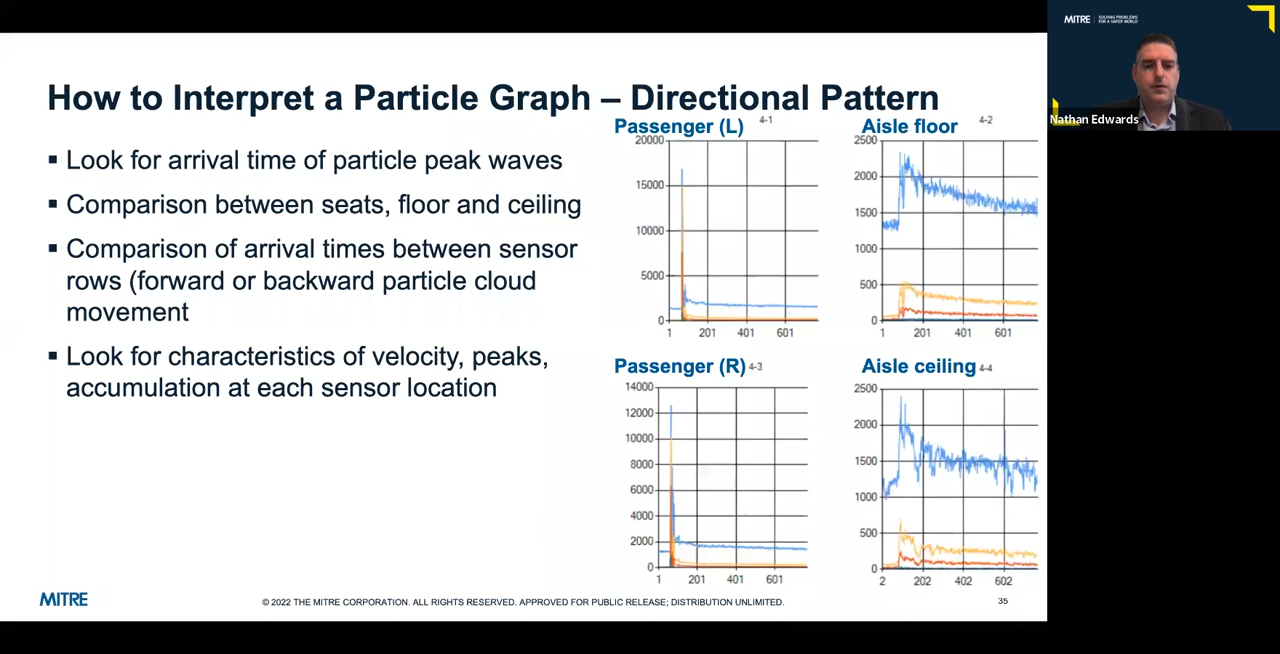 MITRE | SOLVING PROBLEMS
FOR A SAFER WORLD
Nathan Edwards
How to Interpret a Particle Graph – Directional Pattern
▪ Look for arrival time of particle peak waves
▪ Comparison between seats, floor and ceiling
▪ Comparison of arrival times between sensor
rows (forward or backward particle cloud
movement
▪ Look for characteristics of velocity, peaks,
accumulation at each sensor location
Passenger (L) 4-1
20000
15000
10000
5000
0
1 201 401 601
Aisle floor 4-2
2500
2000
1500
1000
500
0
1 201 401 601
Passenger (R) 4-3
14000
12000
10000
8000
6000
4000
2000
0
1 201 401 601
Aisle ceiling 4-4
2500
2000
1500
1000
500
0
2 202 402 602
MITRE
© 2022 THE MITRE CORPORATION. ALL RIGHTS RESERVED. APPROVED FOR PUBLIC RELEASE; DISTRIBUTION UNLIMITED.
35